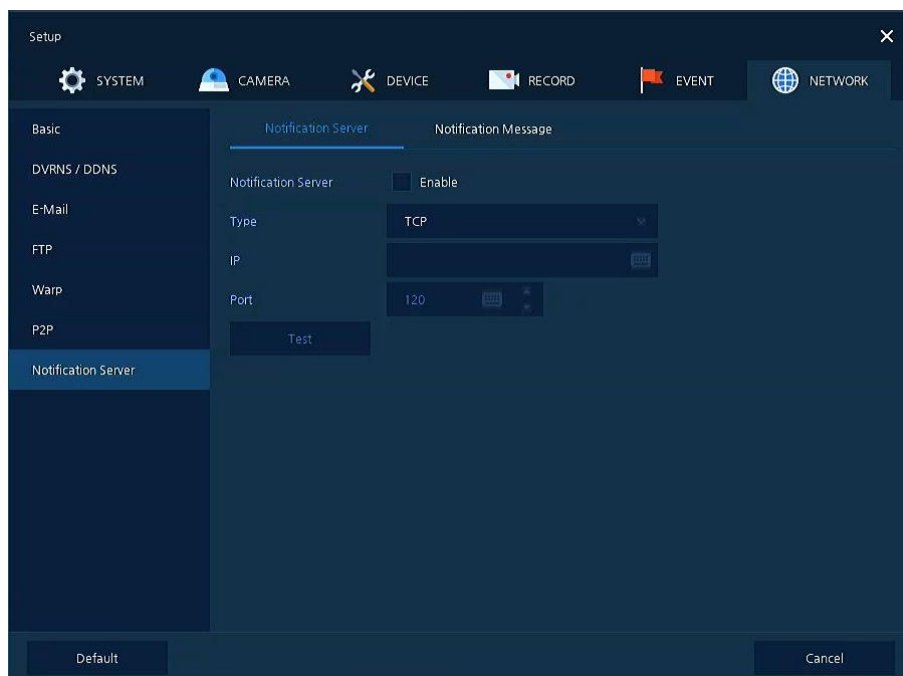 Setup
SYSTEM CAMERA DEVICE RECORD EVENT NETWORK
Basic
DVRNS / DDNS
E-Mail
FTP
Warp
P2P
Notification Server
Notification Server Notification Message
Notification Server Enable
Type TCP
IP
Port 120
Test
Default Cancel